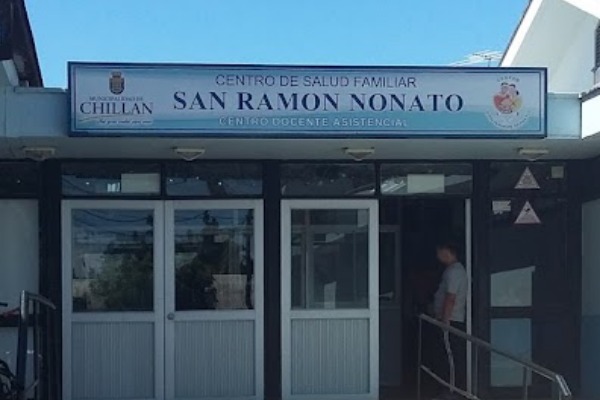 MUNICIPALIDAD DE
CHILLAN
CENTRO DE SALUD FAMILIAR
SAN RAMON NONATO
CENTRO DOCENTE ASISTENCIAL